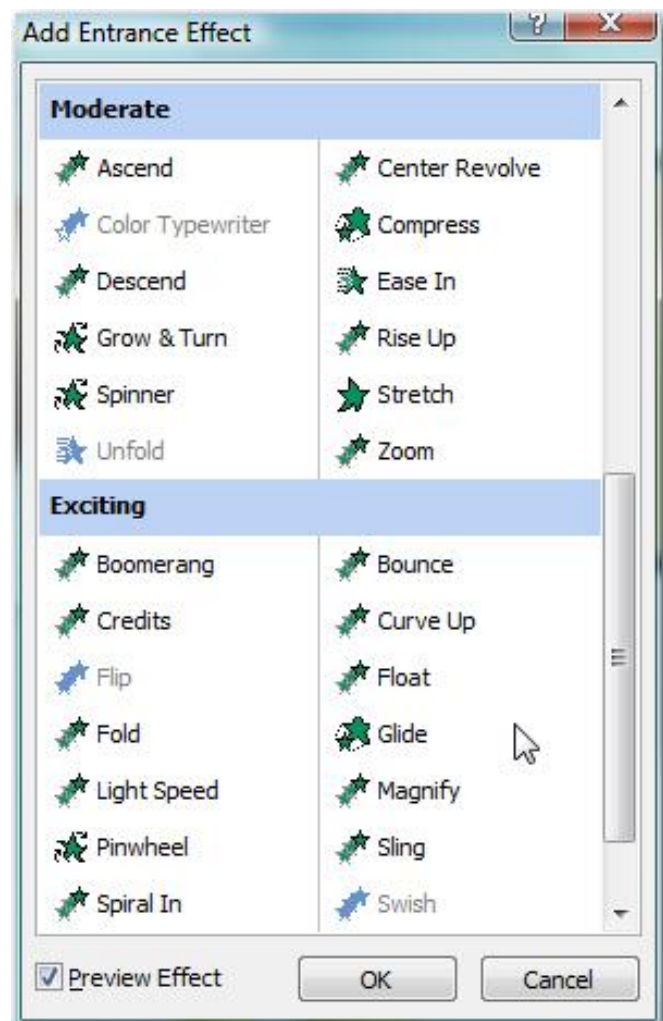 Add Entrance Effect
Moderate
Ascend Center Revolve
Color Typewriter Compress
Descend Ease In
Grow & Turn Rise Up
Spinner Stretch
Unfold Zoom
Exciting
Boomerang Bounce
Credits Curve Up
Flip Float
Fold Glide
Light Speed Magnify
Pinwheel Sling
Spiral In Swish
Preview Effect OK Cancel